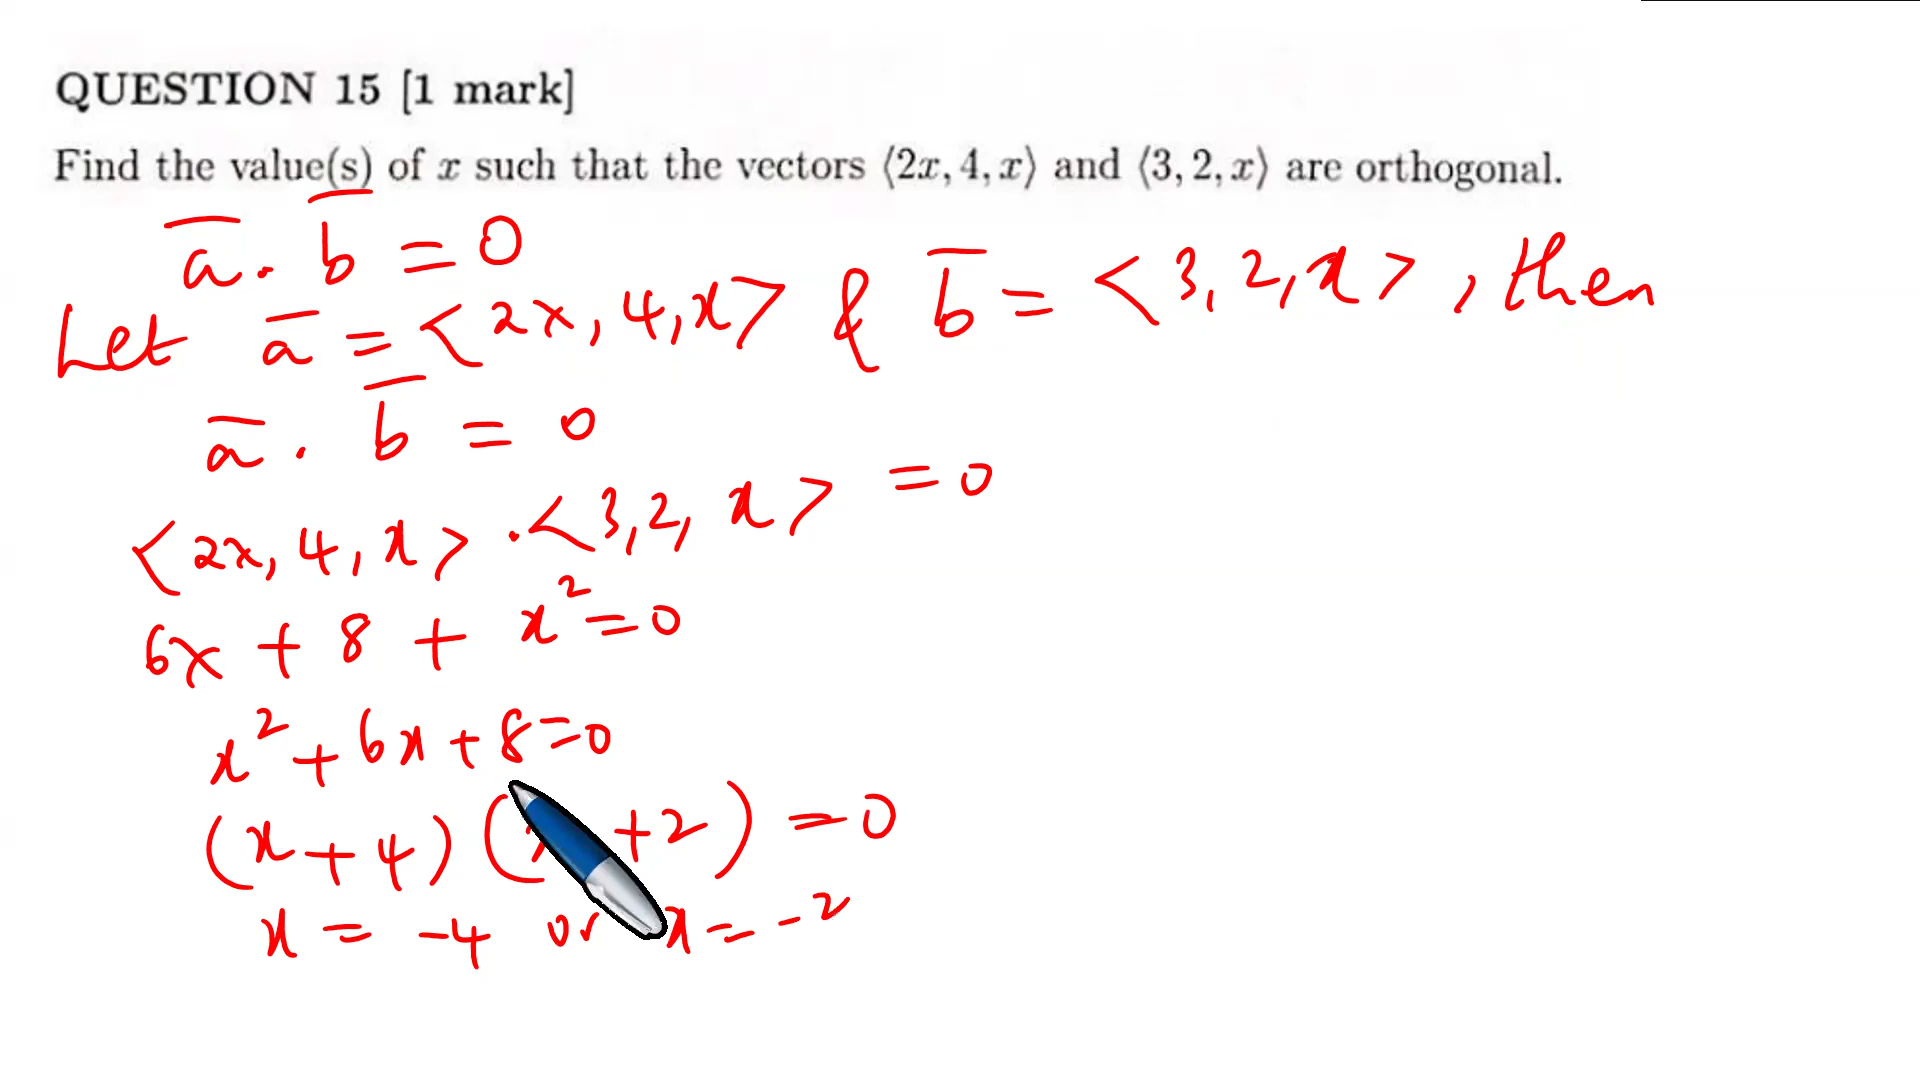 QUESTION 15 [1 mark]
Find the value(s) of x such that the vectors ⟨2x, 4, x⟩ and ⟨3, 2, x⟩ are orthogonal.
a̅ . b̅ = 0
Let a̅ = <2x, 4, x> & b̅ = <3, 2, x>, then
a̅ . b̅ = 0
<2x, 4, x> . <3, 2, x> = 0
6x + 8 + x² = 0
x² + 6x + 8 = 0
(x + 4) (x + 2) = 0
x = -4 or x = -2